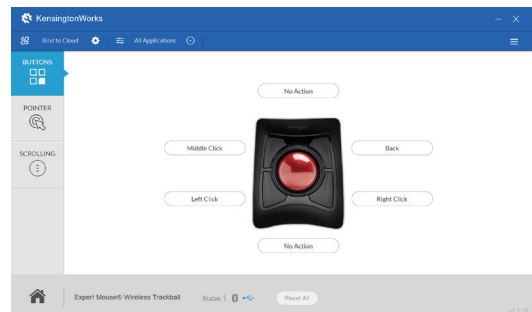 KensingtonWorks
Bind to Cloud
All Applications
BUTTONS
POINTER
SCROLLING
No Action
Middle Click
Back
Left Click
Right Click
No Action
Expert Mouse® Wireless Trackball
Status |
Reset All